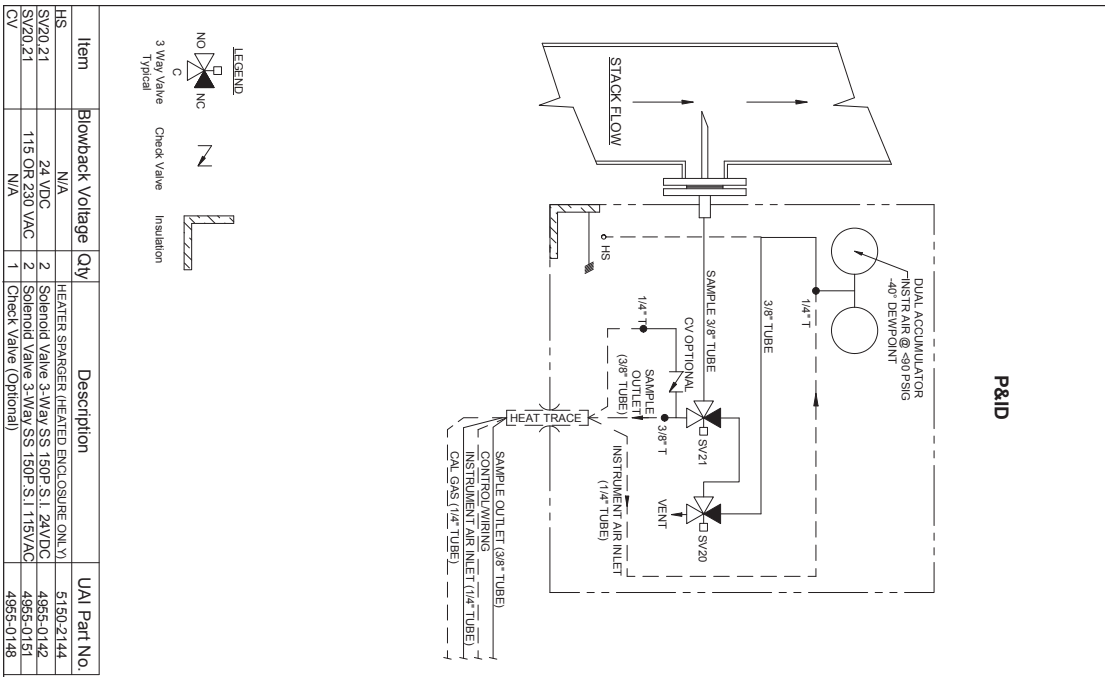 P&ID
DUAL ACCUMULATOR
INSTR AIR @ <90 PSIG
-40° DEWPOINT
1/4" T
3/8" TUBE
SAMPLE 3/8" TUBE
HS
STACK FLOW
1/4" T
CV OPTIONAL
SAMPLE
OUTLET
(3/8" TUBE)
3/8" T
SV21
SV20
VENT
INSTRUMENT AIR INLET
(1/4" TUBE)
HEAT TRACE
SAMPLE OUTLET (3/8" TUBE)
CONTROL/WIRING
INSTRUMENT AIR INLET (1/4" TUBE)
CAL GAS (1/4" TUBE)
LEGEND
NO
NC
C
3 Way Valve
Typical
Check Valve
Insulation
Item Blowback Voltage Qty Description UAI Part No.
HS N/A HEATER SPARGER (HEATED ENCLOSURE ONLY) 5150-2144
SV20,21 24 VDC 2 Solenoid Valve 3-Way SS 150P.S.I. 24VDC 4955-0142
SV20,21 115 OR 230 VAC 2 Solenoid Valve 3-Way SS 150P.S.I 115VAC 4955-0151
CV N/A 1 Check Valve (Optional) 4955-0148